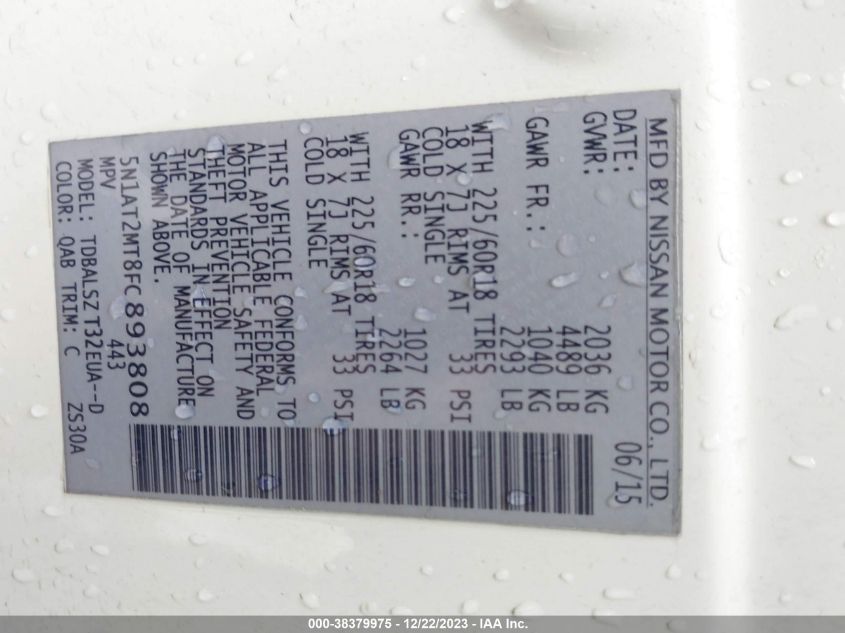 MFD BY NISSAN MOTOR CO., LTD.
DATE: 06/15
GVWR: 2036 KG
4489 LB
GAWR FR.: 1040 KG
2293 LB
WITH 225/60R18 TIRES
18 X 7J RIMS AT 33 PSI
COLD SINGLE
GAWR RR.: 1027 KG
2264 LB
WITH 225/60R18 TIRES
18 X 7J RIMS AT 33 PSI
COLD SINGLE
THIS VEHICLE CONFORMS TO
ALL APPLICABLE FEDERAL
MOTOR VEHICLE SAFETY AND
THEFT PREVENTION
STANDARDS IN EFFECT ON
THE DATE OF MANUFACTURE
SHOWN ABOVE.
5N1AT2MT8FC893808
MPV 443
MODEL: TDBALSZ T32EUA--D
COLOR: QAB TRIM: C ZS30A
000-38379975 - 12/22/2023 - IAA Inc.